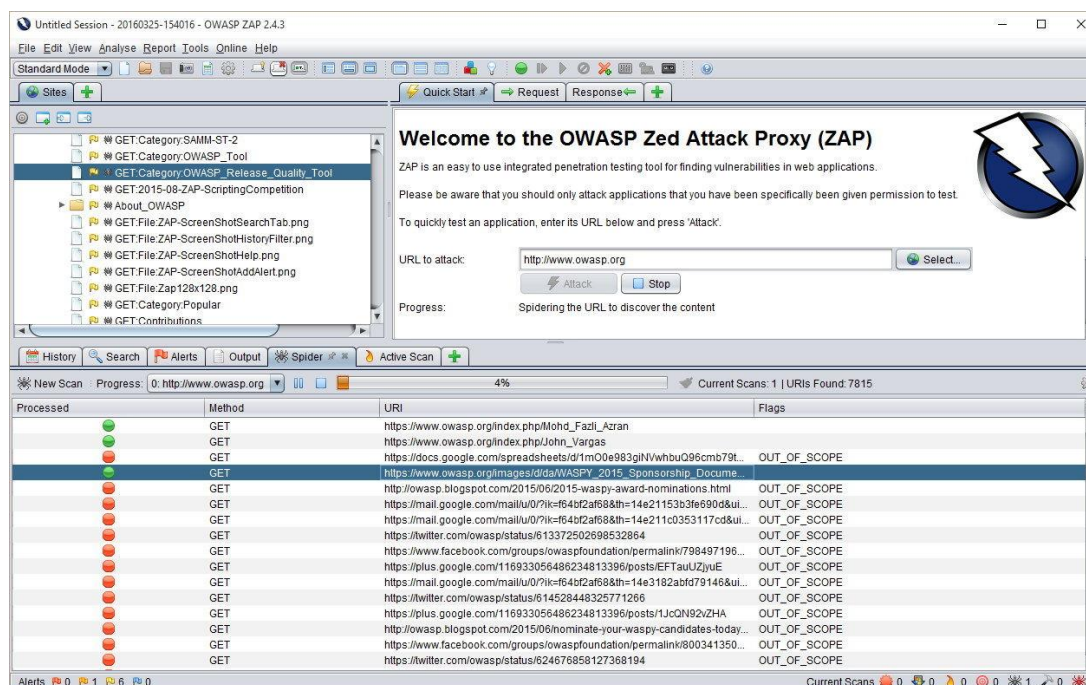 Untitled Session - 20160325-154016 - OWASP ZAP 2.4.3
File Edit View Analyse Report Tools Online Help
Standard Mode
Sites
Quick Start
Request
Response
GET:Category:SAMM-ST-2
GET:Category:OWASP_Tool
GET:Category:OWASP_Release_Quality_Tool
GET:2015-08-ZAP-ScriptingCompetition
About_OWASP
GET:File:ZAP-ScreenShotSearchTab.png
GET:File:ZAP-ScreenShotHistoryFilter.png
GET:File:ZAP-ScreenShotHelp.png
GET:File:ZAP-ScreenShotAddAlert.png
GET:File:Zap128x128.png
GET:Category:Popular
GET:Contributions
Welcome to the OWASP Zed Attack Proxy (ZAP)
ZAP is an easy to use integrated penetration testing tool for finding vulnerabilities in web applications.
Please be aware that you should only attack applications that you have been specifically been given permission to test.
To quickly test an application, enter its URL below and press 'Attack'.
URL to attack: http://www.owasp.org Select...
Attack Stop
Progress: Spidering the URL to discover the content
History Search Alerts Output Spider Active Scan
New Scan Progress: 0: http://www.owasp.org 4% Current Scans: 1 | URIs Found: 7815
Processed Method URI Flags
GET https://www.owasp.org/index.php/Mohd_Fazli_Azran
GET https://www.owasp.org/index.php/John_Vargas
GET https://docs.google.com/spreadsheets/d/1mO0e983giNVwhbuQ96cmb79t... OUT_OF_SCOPE
GET https://www.owasp.org/images/d/da/WASPY_2015_Sponsorship_Docume...
GET http://owasp.blogspot.com/2015/06/2015-waspy-award-nominations.html OUT_OF_SCOPE
GET https://mail.google.com/mail/u/0/?ik=f64bf2af68&th=14e21153b3fe690d&ui... OUT_OF_SCOPE
GET https://mail.google.com/mail/u/0/?ik=f64bf2af68&th=14e211c0353117cd&ui... OUT_OF_SCOPE
GET https://twitter.com/owasp/status/613372502698532864 OUT_OF_SCOPE
GET https://www.facebook.com/groups/owaspfoundation/permalink/798497196... OUT_OF_SCOPE
GET https://plus.google.com/116933056486234813396/posts/EFTauUZjyuE OUT_OF_SCOPE
GET https://mail.google.com/mail/u/0/?ik=f64bf2af68&th=14e3182abfd79146&ui... OUT_OF_SCOPE
GET https://twitter.com/owasp/status/614528448325771266 OUT_OF_SCOPE
GET https://plus.google.com/116933056486234813396/posts/1JcQN92vZHA OUT_OF_SCOPE
GET http://owasp.blogspot.com/2015/06/nominate-your-waspy-candidates-today... OUT_OF_SCOPE
GET https://www.facebook.com/groups/owaspfoundation/permalink/800341350... OUT_OF_SCOPE
GET https://twitter.com/owasp/status/624676858127368194 OUT_OF_SCOPE
Alerts 0 1 6 0 Current Scans 0 0 0 0 1 0